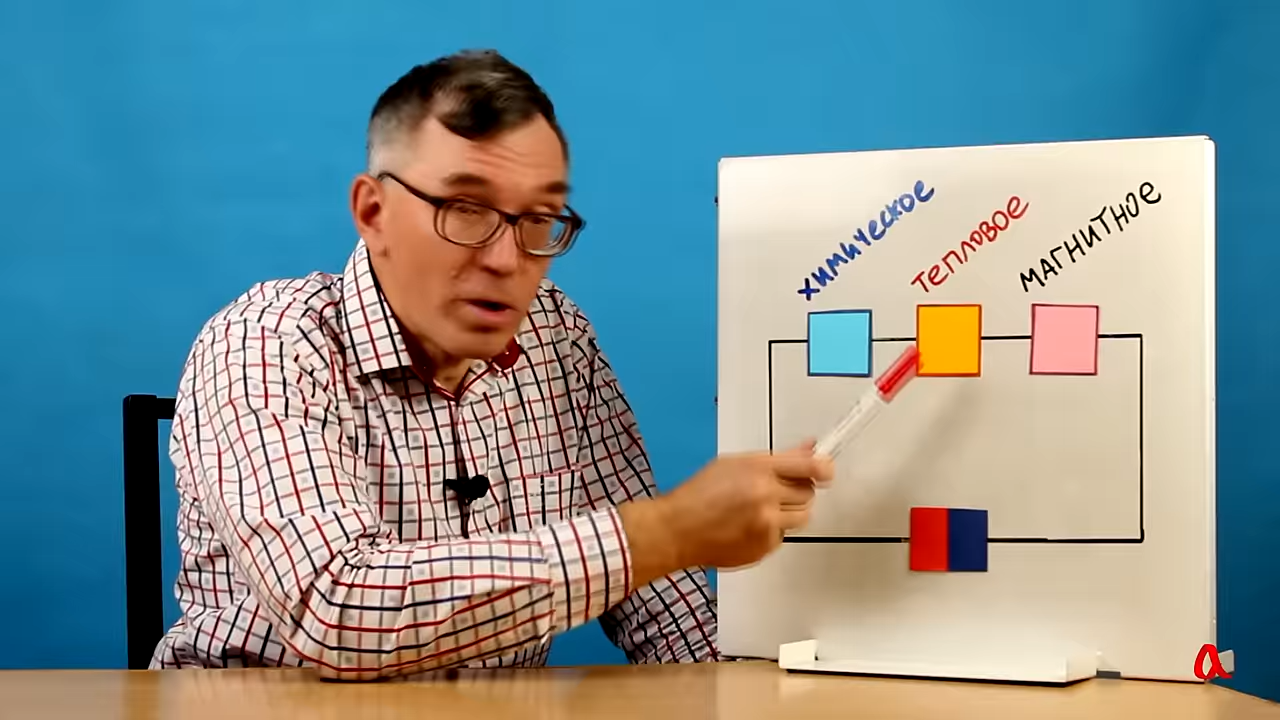 химическое
тепловое
магнитное
a